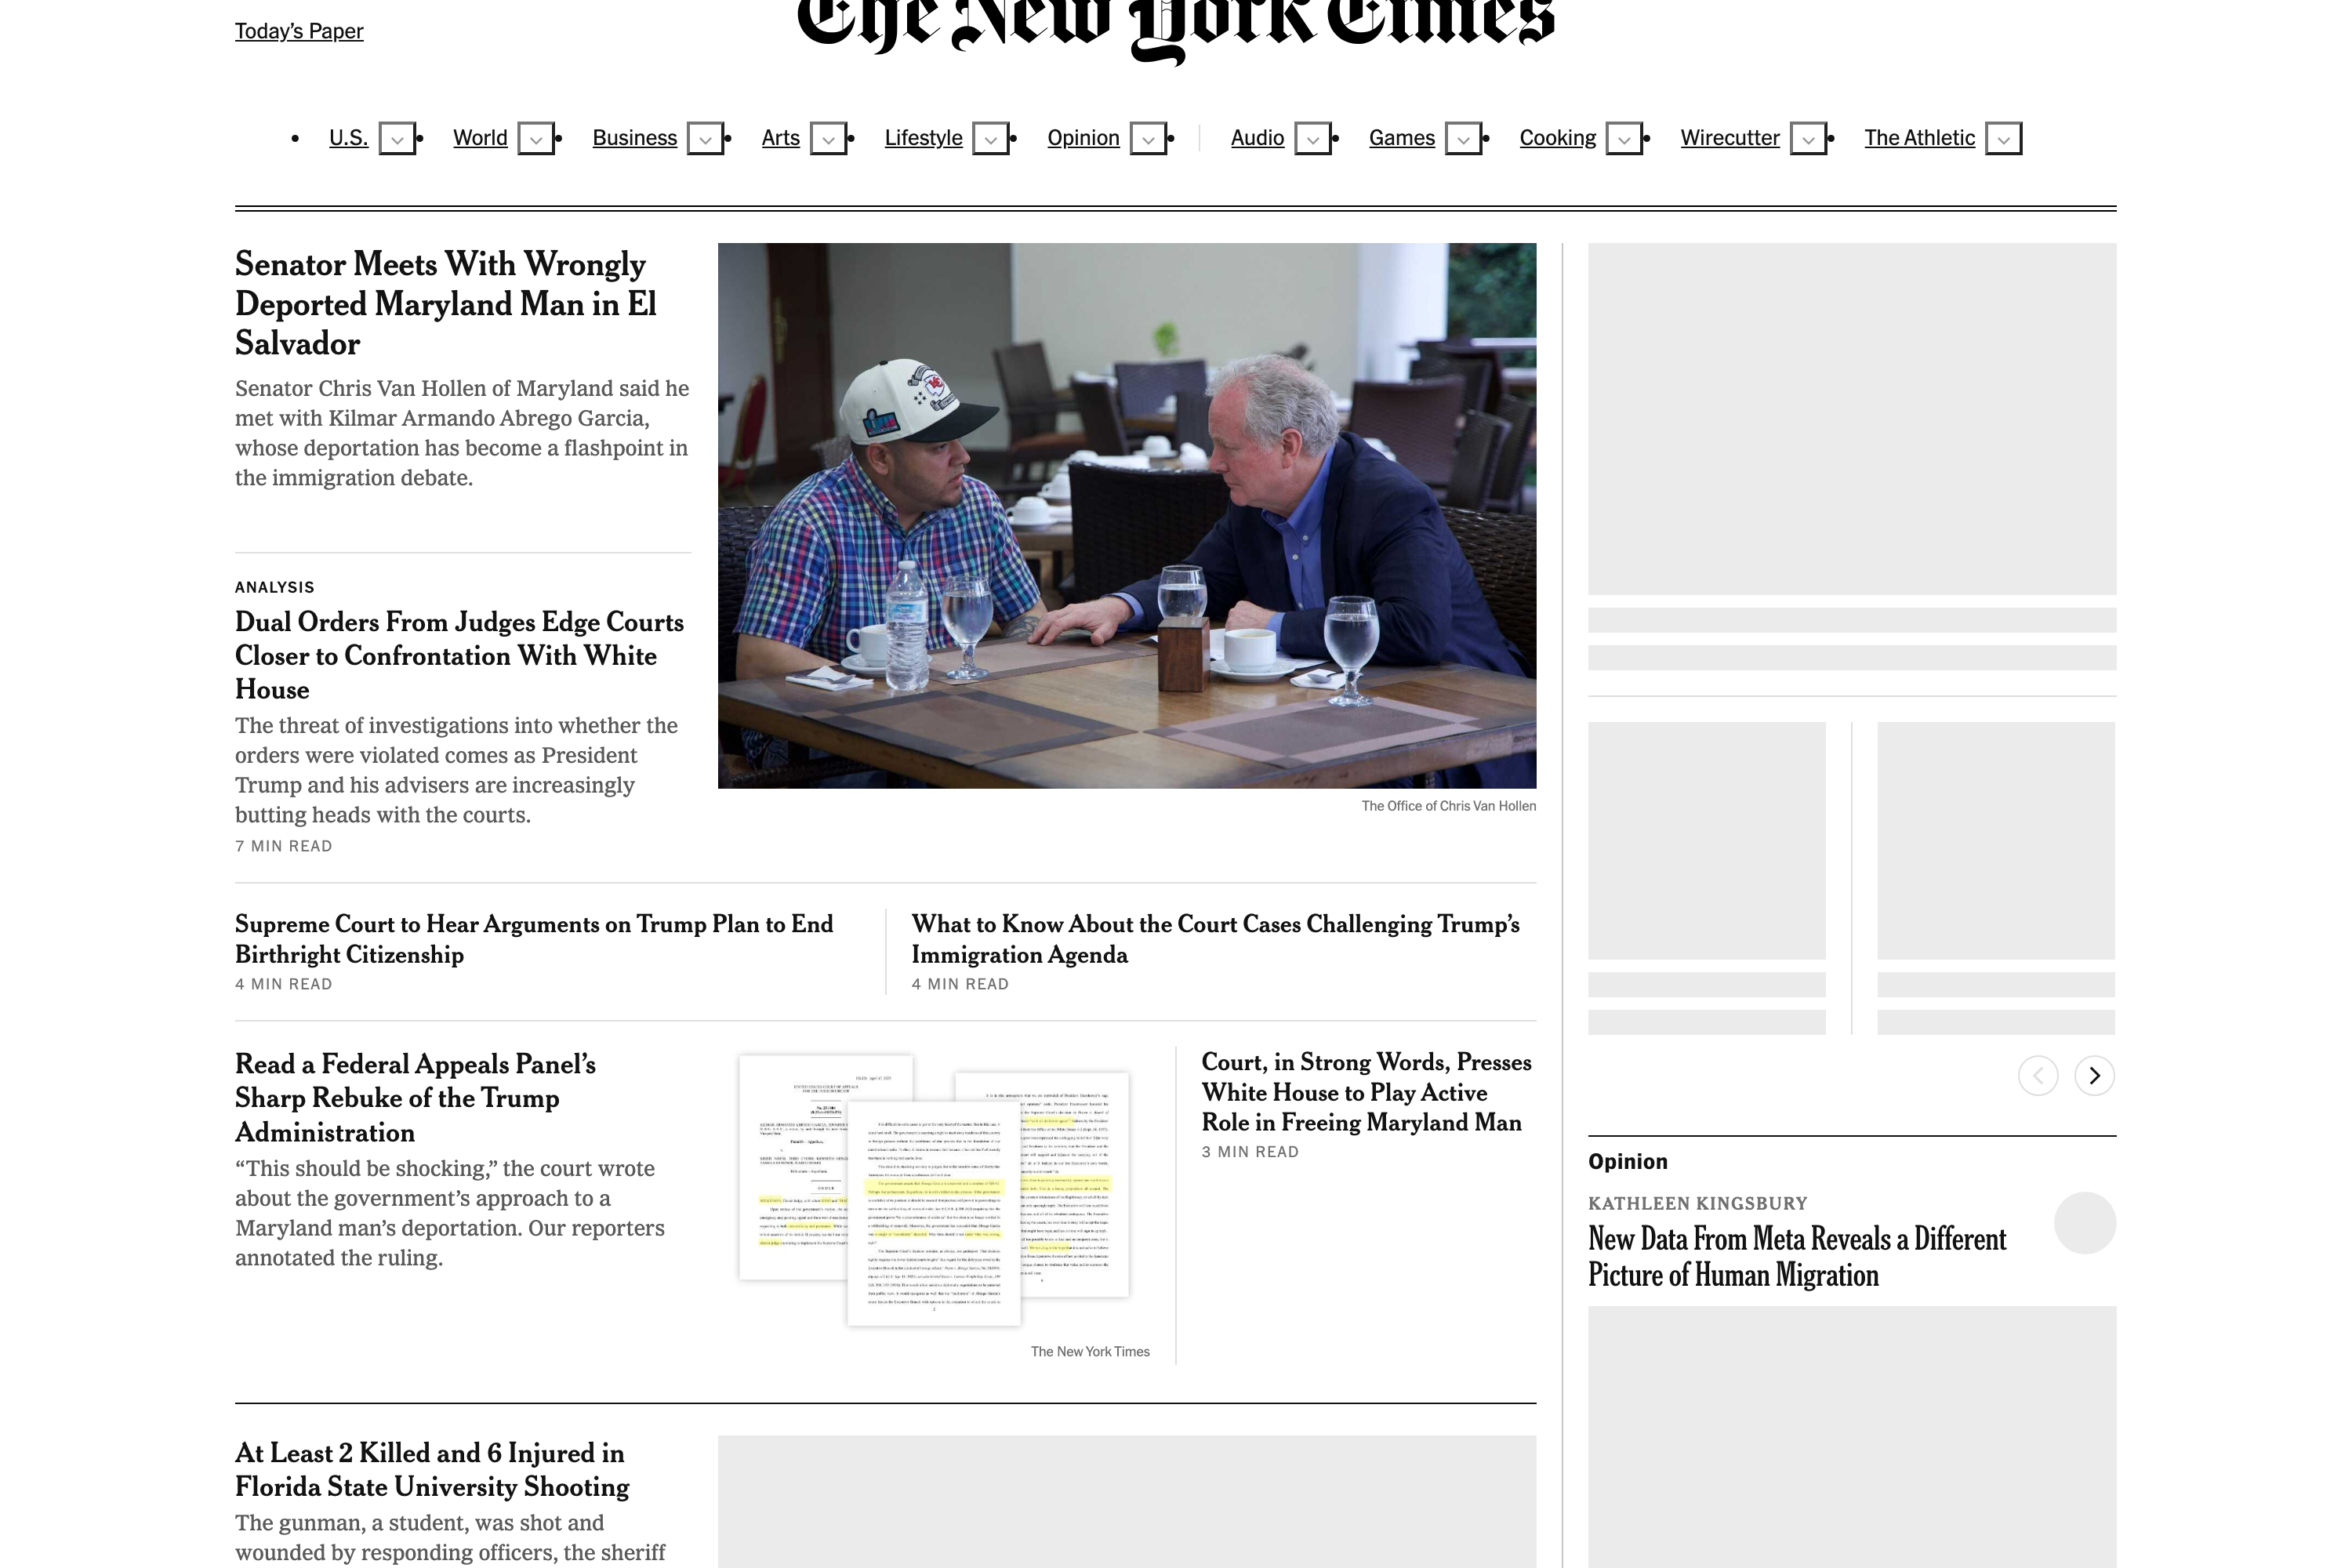 The New York Times
Today's Paper
U.S.
World
Business
Arts
Lifestyle
Opinion
Audio
Games
Cooking
Wirecutter
The Athletic
Senator Meets With Wrongly
Deported Maryland Man in El
Salvador
Senator Chris Van Hollen of Maryland said he
met with Kilmar Armando Abrego Garcia,
whose deportation has become a flashpoint in
the immigration debate.
ANALYSIS
Dual Orders From Judges Edge Courts
Closer to Confrontation With White
House
The threat of investigations into whether the
orders were violated comes as President
Trump and his advisers are increasingly
butting heads with the courts.
7 MIN READ
The Office of Chris Van Hollen
Supreme Court to Hear Arguments on Trump Plan to End
Birthright Citizenship
4 MIN READ
What to Know About the Court Cases Challenging Trump’s
Immigration Agenda
4 MIN READ
Read a Federal Appeals Panel’s
Sharp Rebuke of the Trump
Administration
“This should be shocking,” the court wrote
about the government’s approach to a
Maryland man’s deportation. Our reporters
annotated the ruling.
The New York Times
Court, in Strong Words, Presses
White House to Play Active
Role in Freeing Maryland Man
3 MIN READ
At Least 2 Killed and 6 Injured in
Florida State University Shooting
The gunman, a student, was shot and
wounded by responding officers, the sheriff
Opinion
KATHLEEN KINGSBURY
New Data From Meta Reveals a Different
Picture of Human Migration